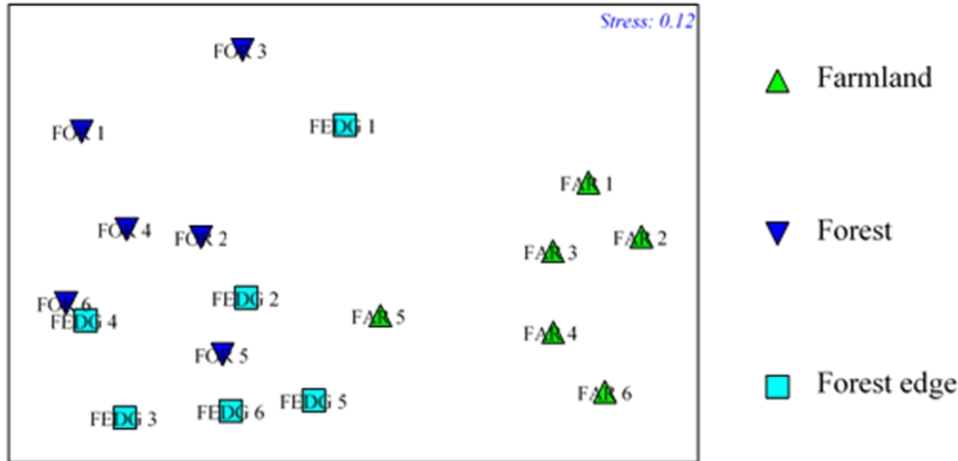 Stress: 0.12
FOR 3
FOR 1
FEDG 1
FAR 1
FOR 4
FOR 2
FAR 2
FAR 3
FOR 6
FEDG 4
FEDG 2
FAR 5
FAR 4
FOR 5
FAR 6
FEDG 3
FEDG 6
FEDG 5
Farmland
Forest
Forest edge